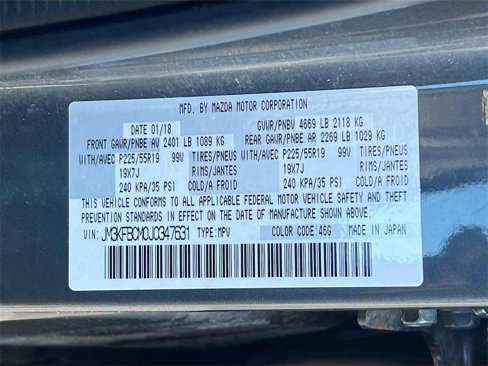 MFD. BY MAZDA MOTOR CORPORATION
DATE 01/18 GVWR/PNBV 4669 LB 2118 KG
FRONT GAWR/PNBE AV 2401 LB 1089 KG REAR GAWR/PNBE AR 2269 LB 1029 KG
WITH/AVEC P225/55R19 99V TIRES/PNEUS WITH/AVEC P225/55R19 99V TIRES/PNEUS
19X7J RIMS/JANTES 19X7J RIMS/JANTES
240 KPA/35 PSI COLD/A FROID 240 KPA/35 PSI COLD/A FROID
THIS VEHICLE CONFORMS TO ALL APPLICABLE FEDERAL MOTOR VEHICLE SAFETY AND THEFT
PREVENTION STANDARDS IN EFFECT ON THE DATE OF MANUFACTURE SHOWN ABOVE.
VIN: JM3KFBCM0J0347631 TYPE: MPV COLOR CODE: 46G MADE IN JAPAN